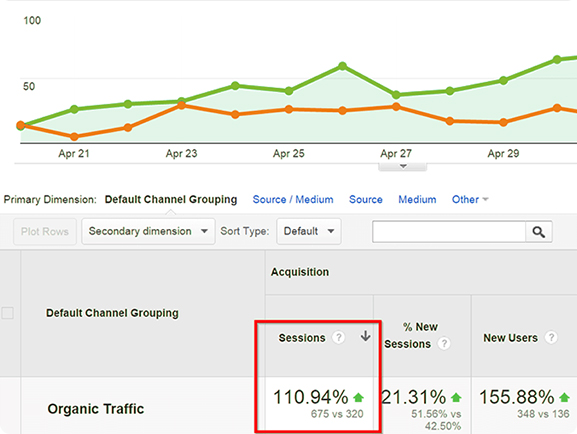 100
50
Apr 21 Apr 23 Apr 25 Apr 27 Apr 29
Primary Dimension: Default Channel Grouping Source / Medium Source Medium Other
Plot Rows Secondary dimension Sort Type: Default
Acquisition
Default Channel Grouping
Sessions ? % New Sessions ? New Users ?
Organic Traffic
110.94% 21.31% 155.88%
675 vs 320 51.56% vs 42.50% 348 vs 136